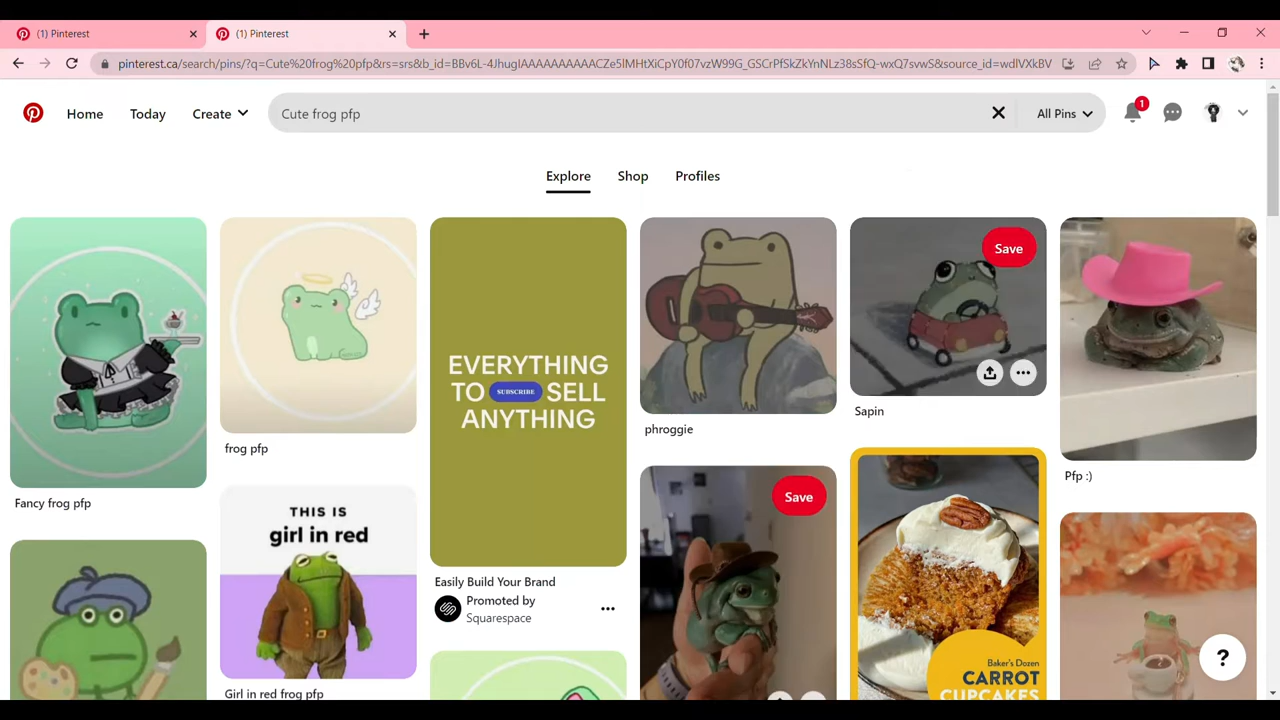 (1) Pinterest
(1) Pinterest
pinterest.ca/search/pins/?q=Cute%20frog%20pfp&rs=srs&b_id=BBv6L-4JhugIAAAAAAAAAACZe5lMHtXiCpY0f07vzW99G_GSCrPfSkZkYnNLz38sSfQ-wxQ7svwS&source_id=wdlVXkBV
Home
Today
Create
Cute frog pfp
All Pins
1
Explore
Shop
Profiles
Fancy frog pfp
frog pfp
THIS IS
girl in red
Girl in red frog pfp
EVERYTHING
TO SUBSCRIBE SELL
ANYTHING
Easily Build Your Brand
Promoted by
Squarespace
phroggie
Save
Save
Sapin
Baker's Dozen
CARROT
CUPCAKES
Pfp :)
?